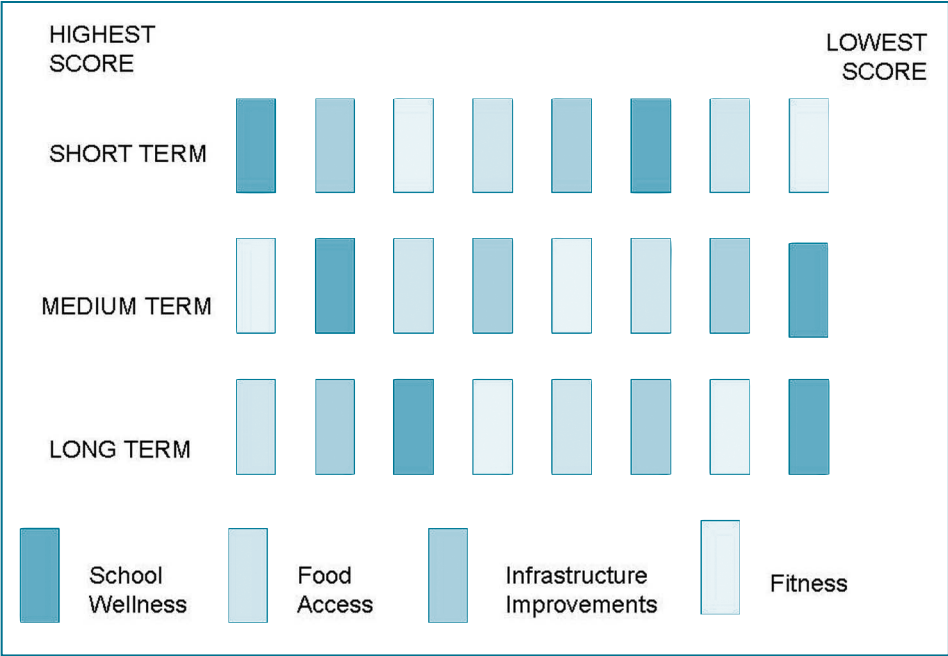 HIGHEST
SCORE
LOWEST
SCORE
SHORT TERM
MEDIUM TERM
LONG TERM
School
Wellness
Food
Access
Infrastructure
Improvements
Fitness